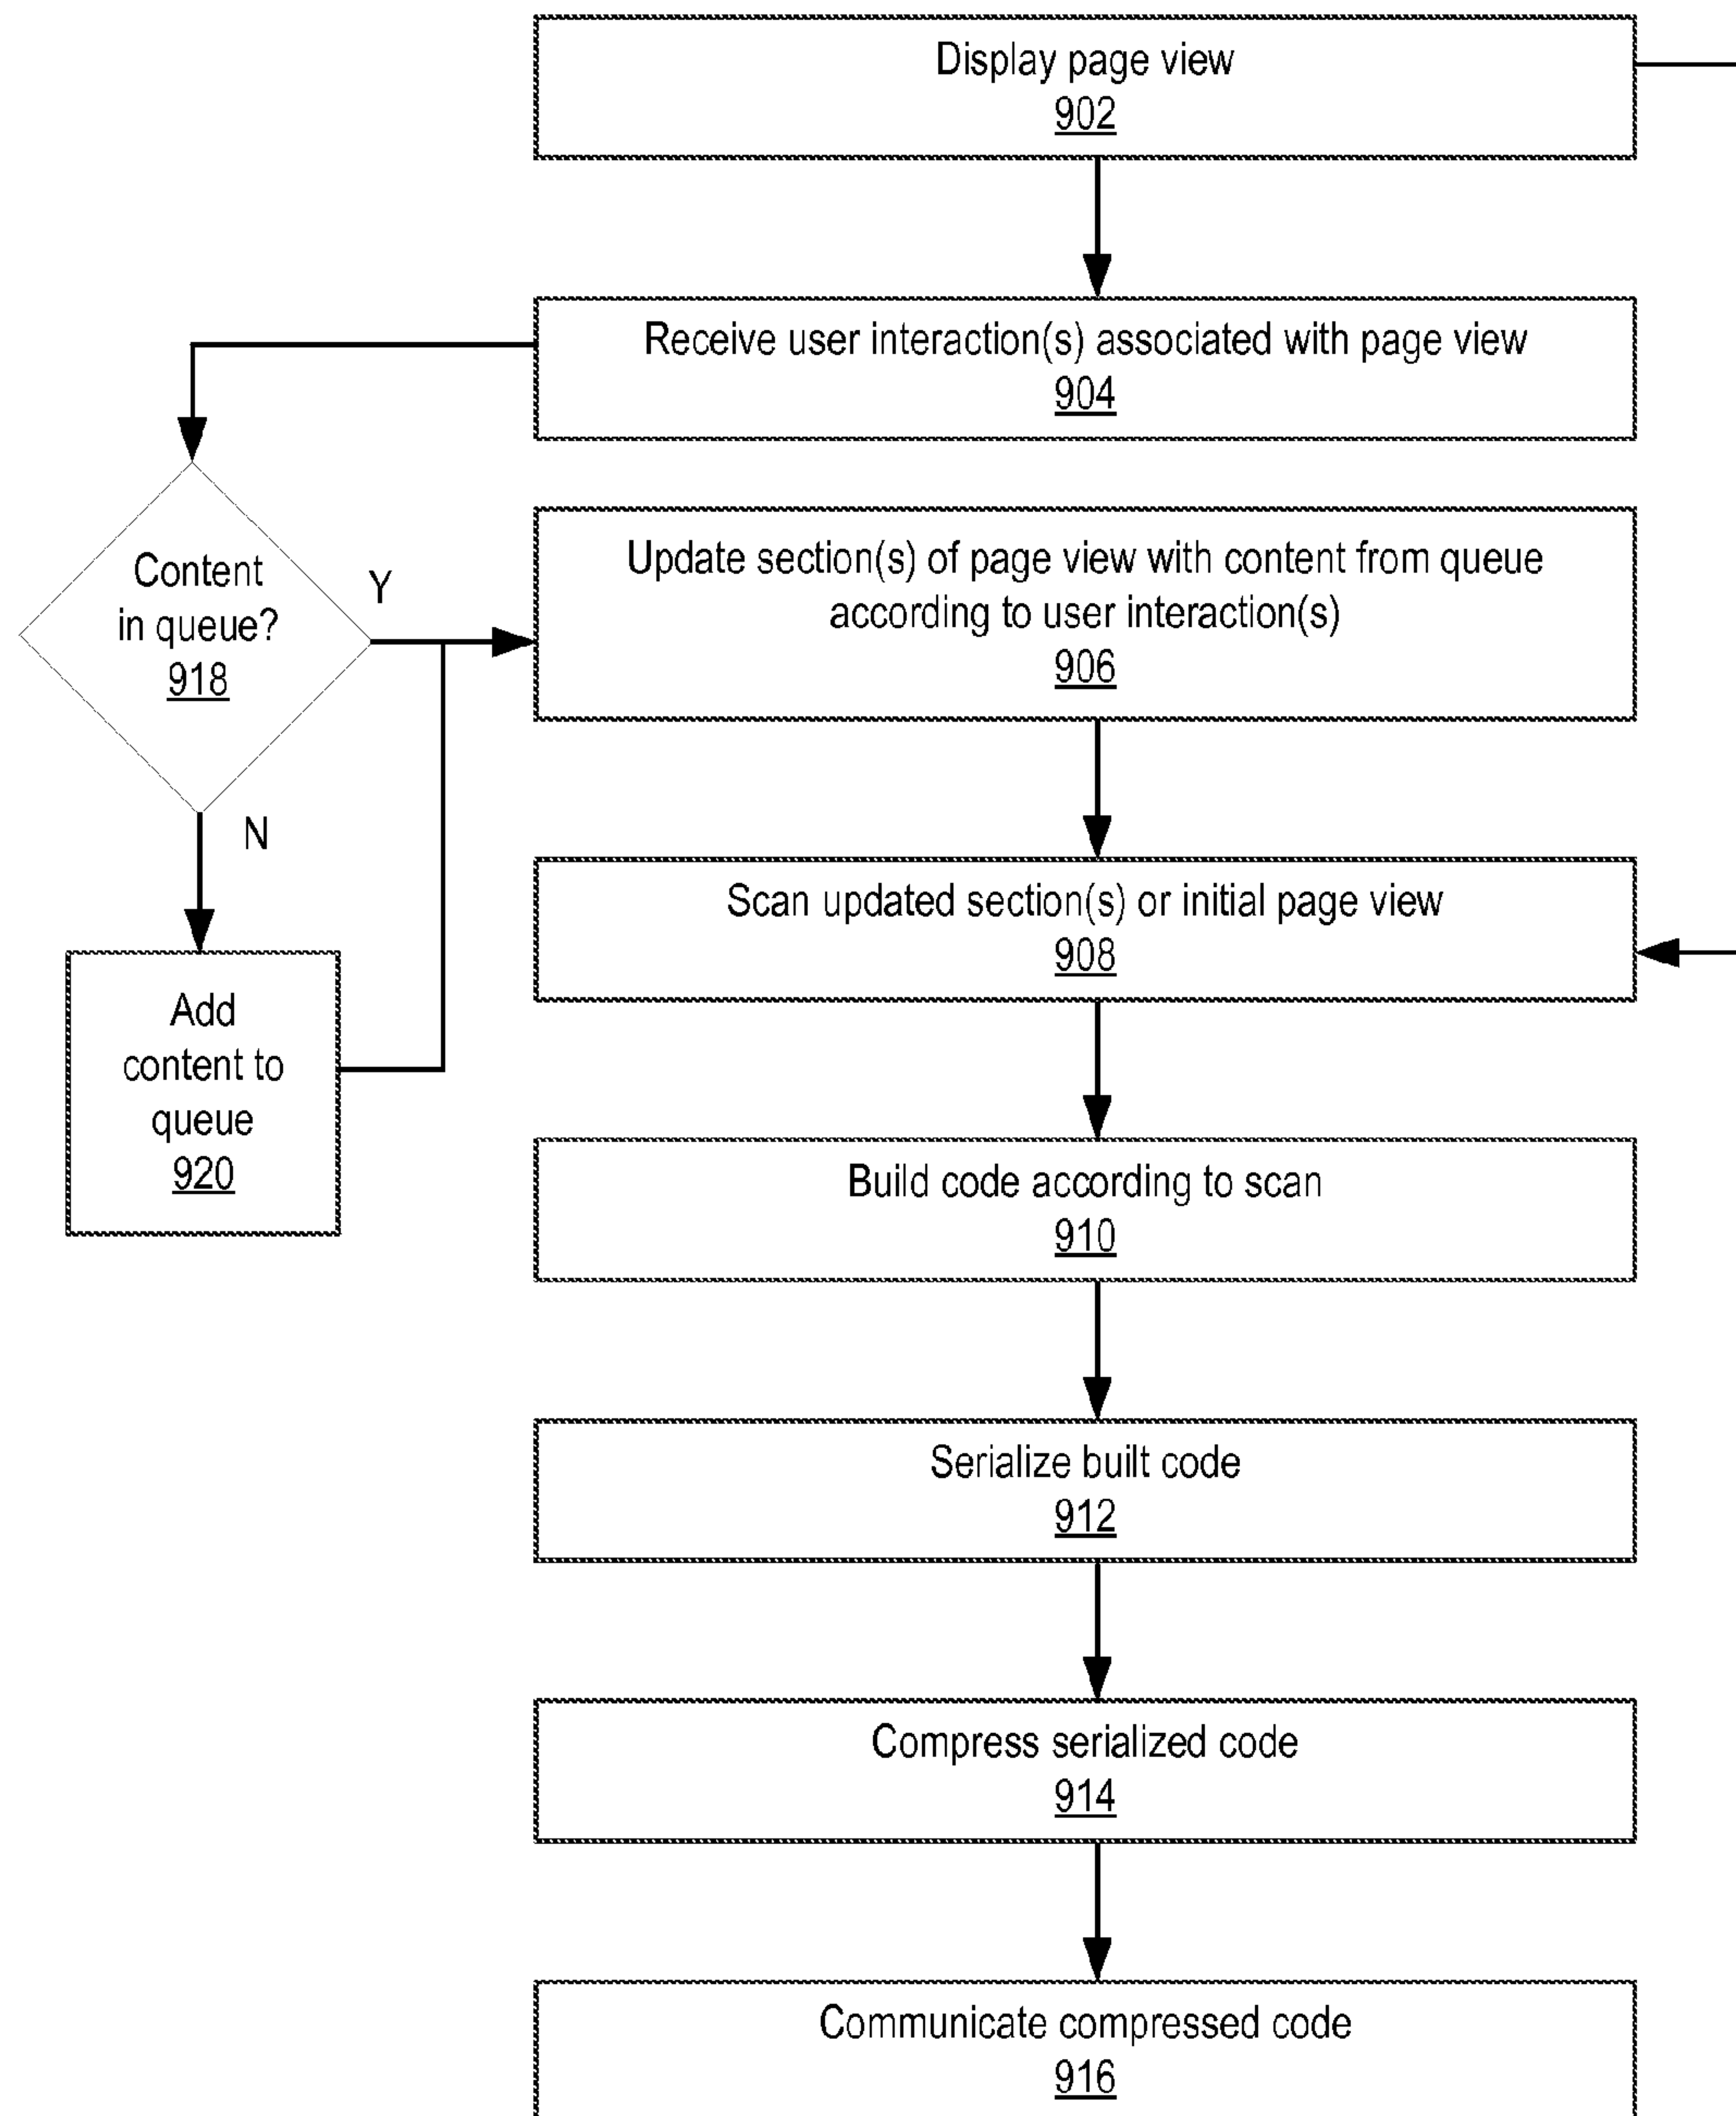 Display page view
902
Receive user interaction(s) associated with page view
904
Content
in queue?
918
Y
N
Update section(s) of page view with content from queue
according to user interaction(s)
906
Scan updated section(s) or initial page view
908
Add
content to
queue
920
Build code according to scan
910
Serialize built code
912
Compress serialized code
914
Communicate compressed code
916